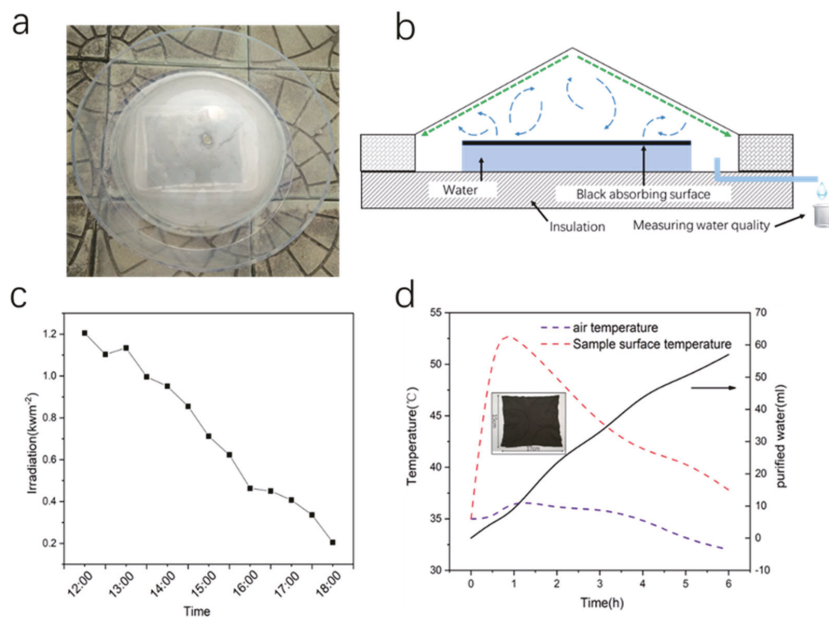 a
b
Water
Black absorbing surface
Insulation
Measuring water quality
c
Irradiation(kwm-2)
1.2
1.0
0.8
0.6
0.4
0.2
12:00
13:00
14:00
15:00
16:00
17:00
18:00
Time
d
air temperature
Sample surface temperature
Temperature(℃)
55
50
45
40
35
30
0
1
2
3
4
5
6
Time(h)
purified water(ml)
70
60
50
40
30
20
10
0
-10